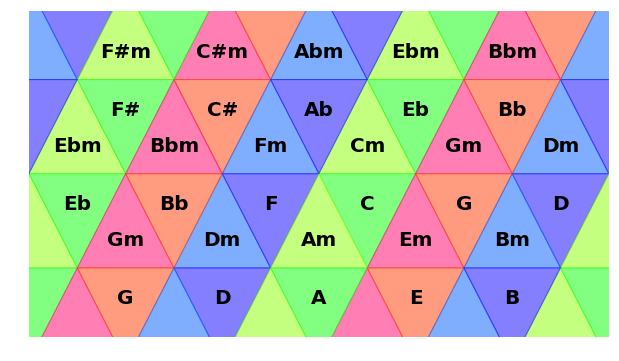 F#m C#m Abm Ebm Bbm
F# C# Ab Eb Bb
Ebm Bbm Fm Cm Gm Dm
Eb Bb F C G D
Gm Dm Am Em Bm
G D A E B